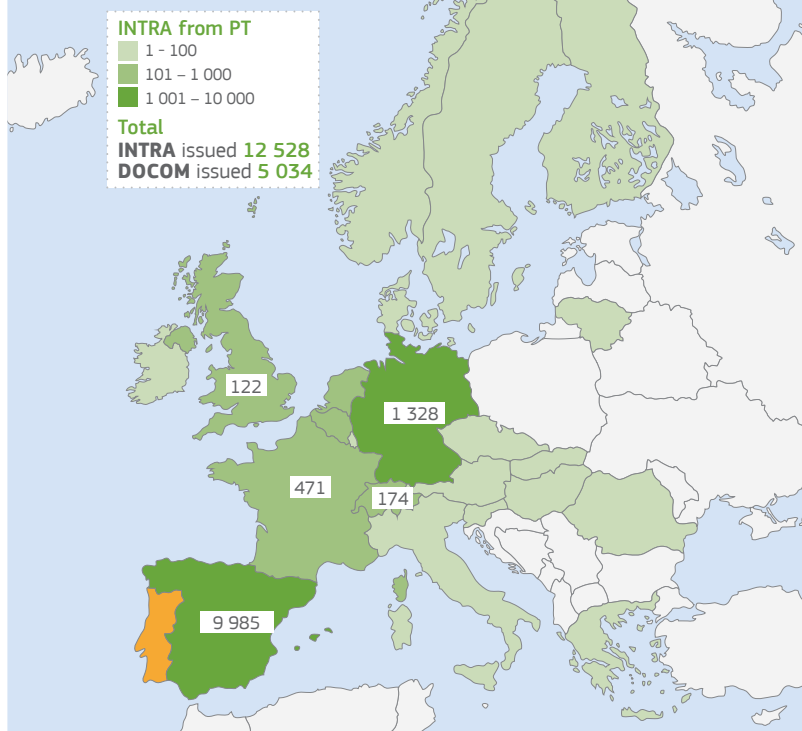 INTRA from PT
1 - 100
101 – 1 000
1 001 – 10 000
Total
INTRA issued 12 528
DOCOM issued 5 034
122
1 328
471
174
9 985